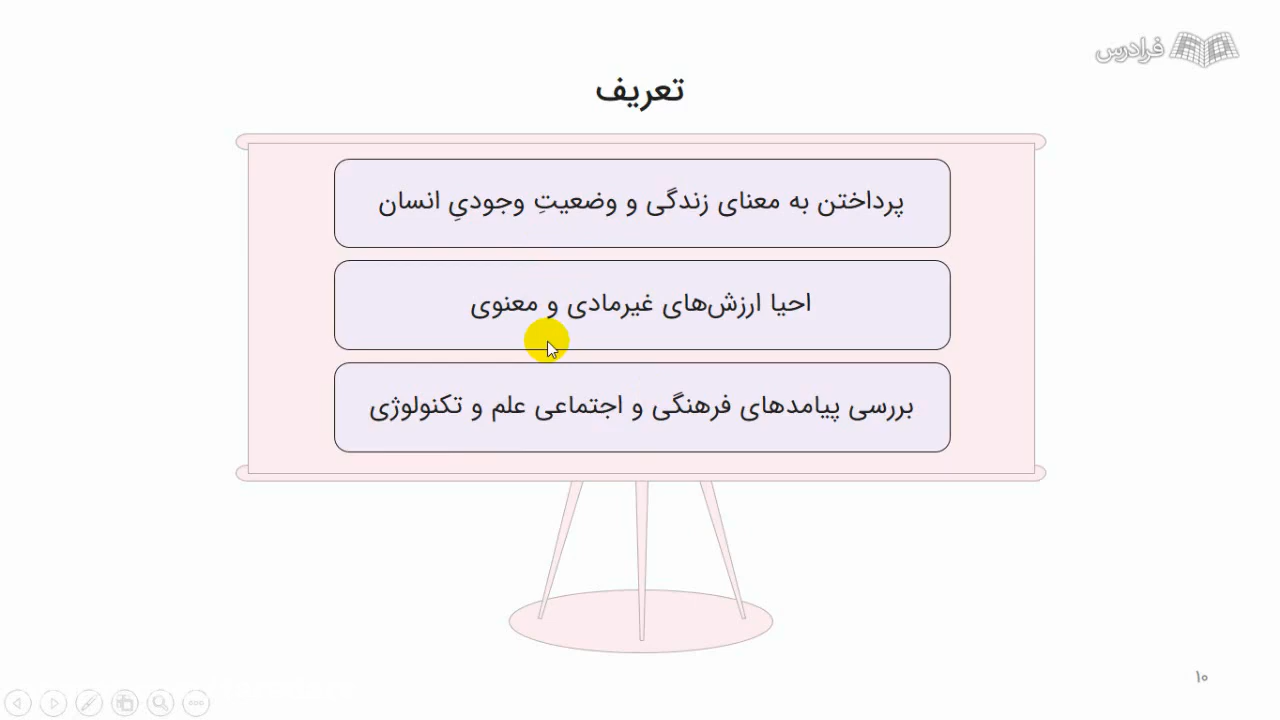 فرادرس
تعریف
پرداختن به معنای زندگی و وضعیتِ وجودیِ انسان
احیا ارزش‌های غیرمادی و معنوی
بررسی پیامدهای فرهنگی و اجتماعی علم و تکنولوژی
۱۰